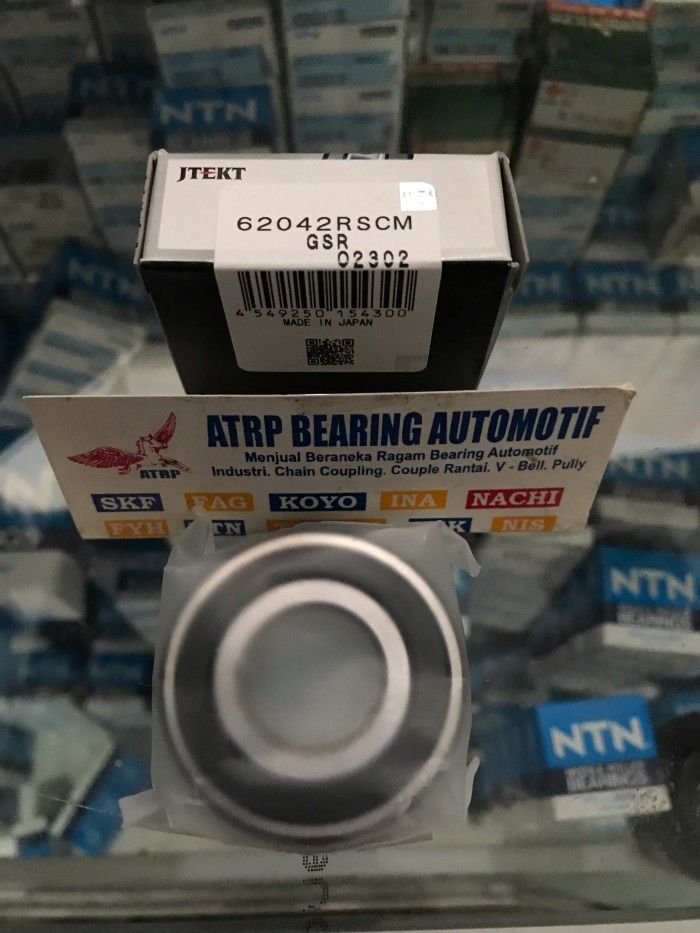 NTN
JTEKT
62042RSCM
GSR
02302
4 549250 154300
MADE IN JAPAN
ATRP BEARING AUTOMOTIF
Menjual Beraneka Ragam Bearing Automotif
Industri. Chain Coupling. Couple Rantai. V - Bell. Pully
ATRP
SKF FAG KOYO INA NACHI
FYH NTN NIS
NTN
NTN